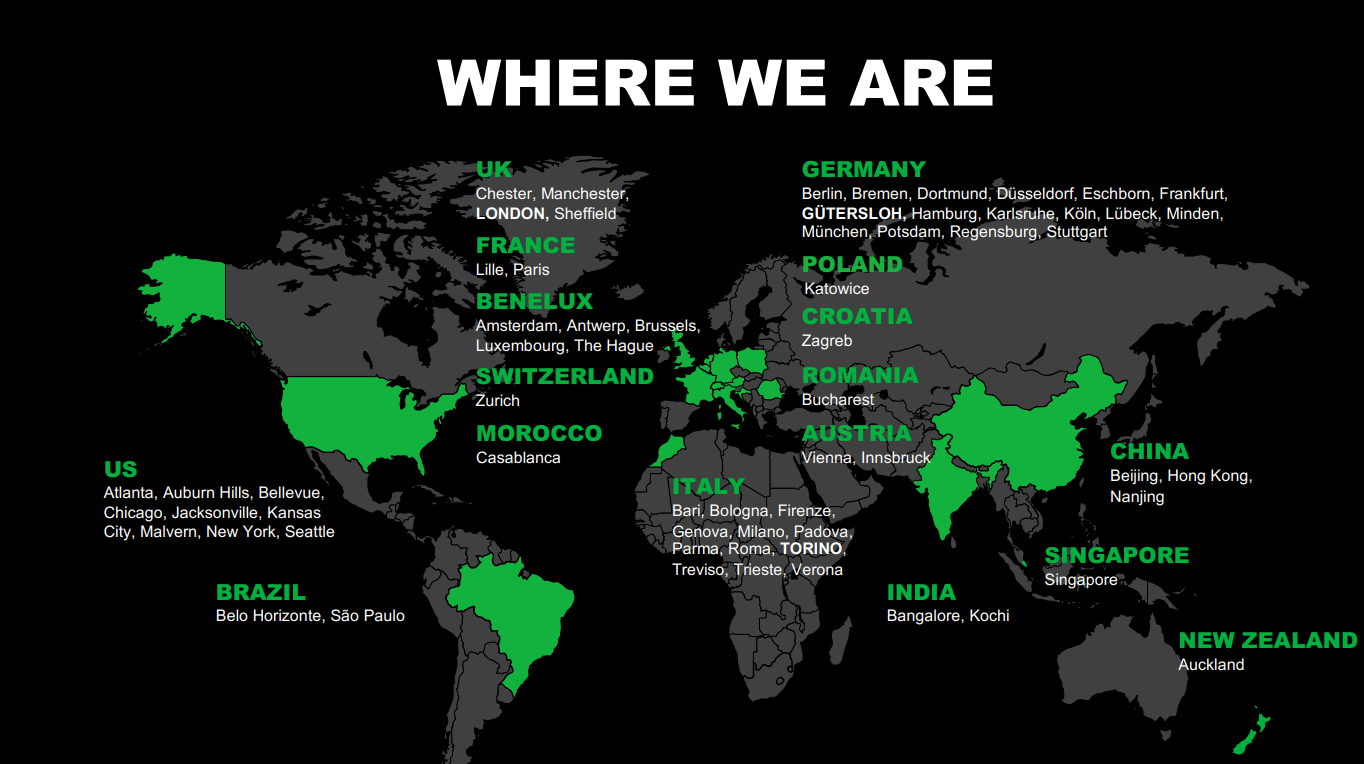 WHERE WE ARE
UK
Chester, Manchester,
LONDON, Sheffield
FRANCE
Lille, Paris
BENELUX
Amsterdam, Antwerp, Brussels,
Luxembourg, The Hague
SWITZERLAND
Zurich
MOROCCO
Casablanca
GERMANY
Berlin, Bremen, Dortmund, Düsseldorf, Eschborn, Frankfurt,
GÜTERSLOH, Hamburg, Karlsruhe, Köln, Lübeck, Minden,
München, Potsdam, Regensburg, Stuttgart
POLAND
Katowice
CROATIA
Zagreb
ROMANIA
Bucharest
AUSTRIA
Vienna, Innsbruck
US
Atlanta, Auburn Hills, Bellevue,
Chicago, Jacksonville, Kansas
City, Malvern, New York, Seattle
BRAZIL
Belo Horizonte, São Paulo
ITALY
Bari, Bologna, Firenze,
Genova, Milano, Padova,
Parma, Roma, TORINO,
Treviso, Trieste, Verona
CHINA
Beijing, Hong Kong,
Nanjing
SINGAPORE
Singapore
INDIA
Bangalore, Kochi
NEW ZEALAND
Auckland